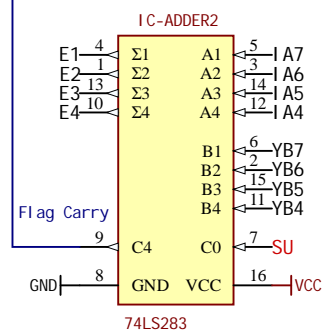 IC-ADDER2
E1 4 Σ1 A1 5 IA7
E2 1 Σ2 A2 3 IA6
E3 13 Σ3 A3 14 IA5
E4 10 Σ4 A4 12 IA4
B1 6 YB7
B2 2 YB6
B3 15 YB5
B4 11 YB4
Flag Carry
9 C4 C0 7 SU
GND 8 GND VCC 16 VCC
74LS283